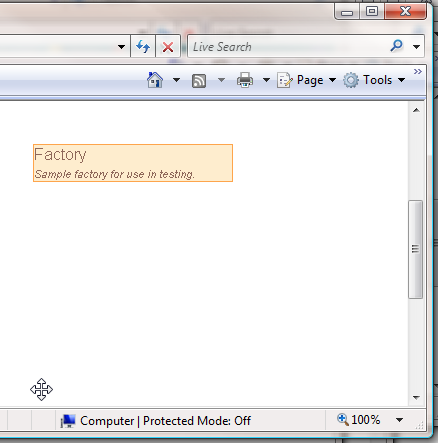 Live Search
Page
Tools
»
Factory
Sample factory for use in testing.
Computer | Protected Mode: Off
100%